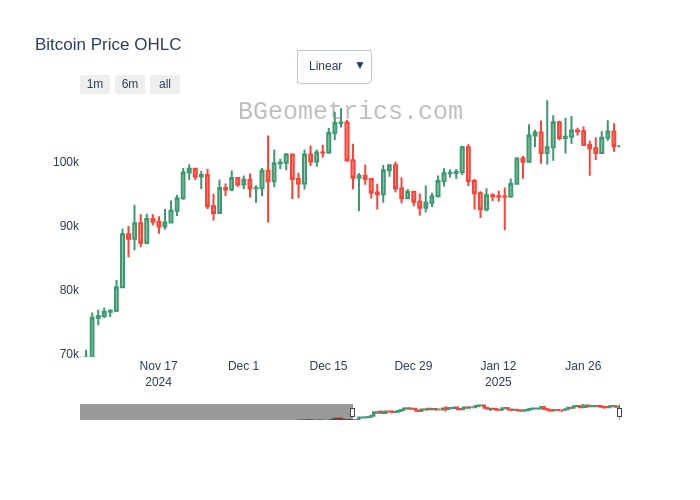 Bitcoin Price OHLC
Linear ▼
1m 6m all
BGeometrics.com
100k
90k
80k
70k
Nov 17 Dec 1 Dec 15 Dec 29 Jan 12 Jan 26
2024 2025